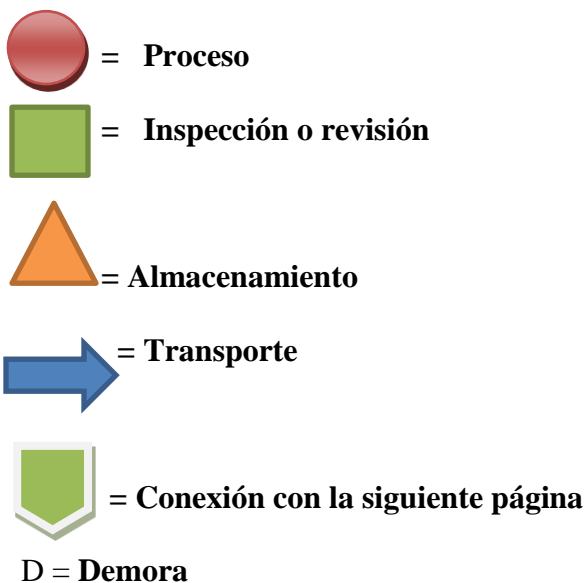 = Proceso
= Inspección o revisión
= Almacenamiento
= Transporte
= Conexión con la siguiente página
D = Demora